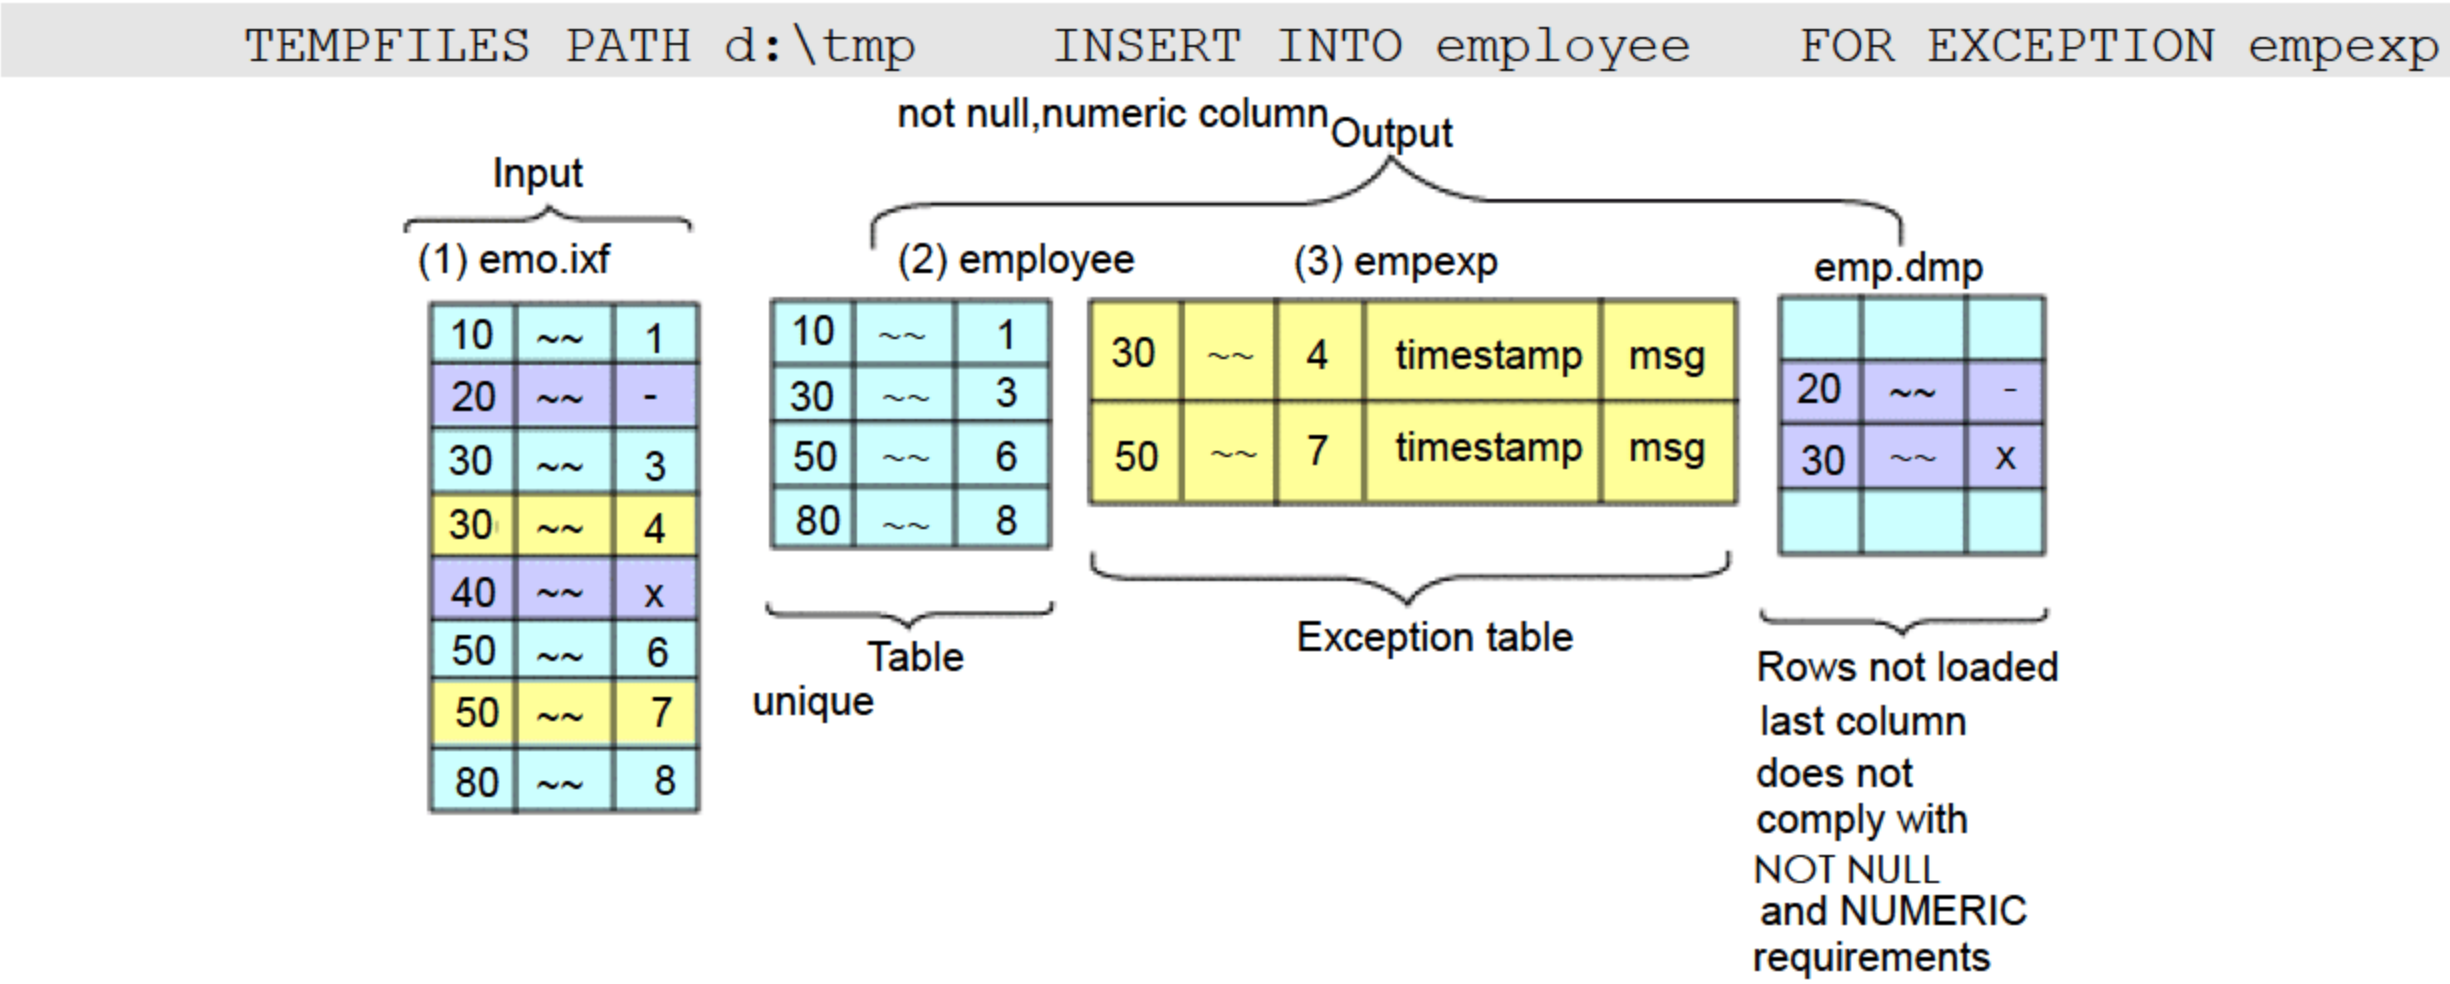 TEMPFILES PATH d:\tmp INSERT INTO employee FOR EXCEPTION empexp
not null,numeric column
Output
Input
(1) emo.ixf
(2) employee
(3) empexp
emp.dmp
10 ~~ 1
20 ~~ -
30 ~~ 3
30 ~~ 4
40 ~~ x
50 ~~ 6
50 ~~ 7
80 ~~ 8
10 ~~ 1
30 ~~ 3
50 ~~ 6
80 ~~ 8
30 ~~ 4 timestamp msg
50 ~~ 7 timestamp msg
20 ~~ -
30 ~~ x
Table
unique
Exception table
Rows not loaded
last column
does not
comply with
NOT NULL
and NUMERIC
requirements